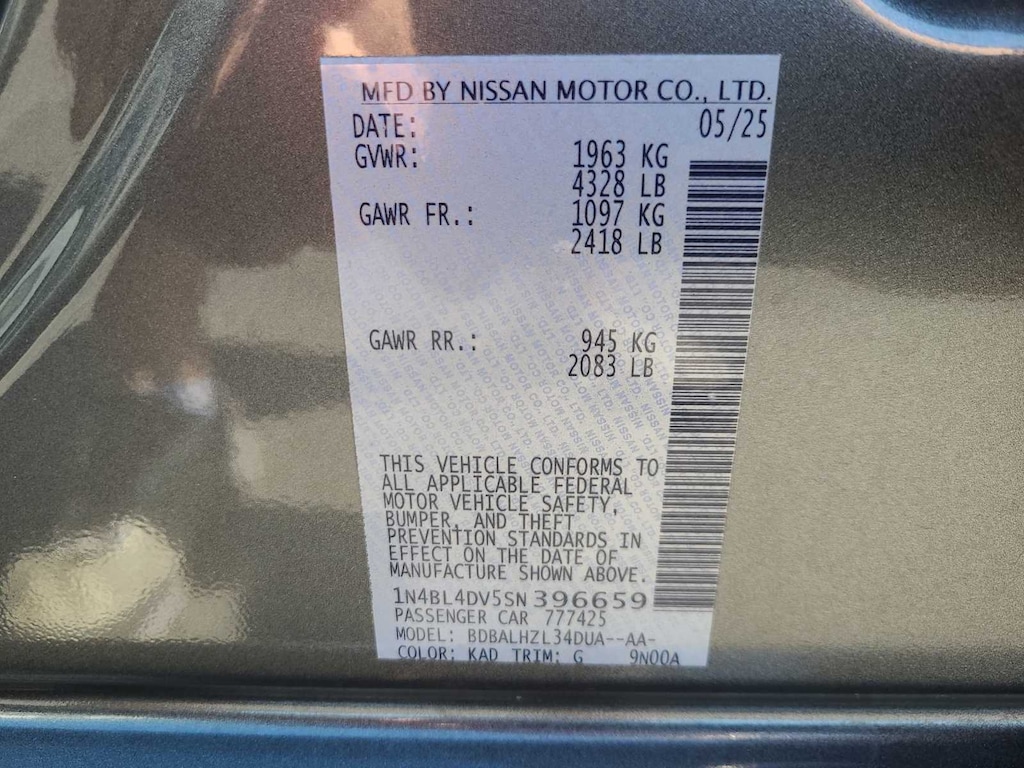 MFD BY NISSAN MOTOR CO., LTD.
DATE: 05/25
GVWR: 1963 KG
4328 LB
GAWR FR.: 1097 KG
2418 LB
GAWR RR.: 945 KG
2083 LB
THIS VEHICLE CONFORMS TO
ALL APPLICABLE FEDERAL
MOTOR VEHICLE SAFETY,
BUMPER, AND THEFT
PREVENTION STANDARDS IN
EFFECT ON THE DATE OF
MANUFACTURE SHOWN ABOVE.
1N4BL4DV5SN396659
PASSENGER CAR 777425
MODEL: BDBALHZL34DUA--AA-
COLOR: KAD TRIM: G 9N00A